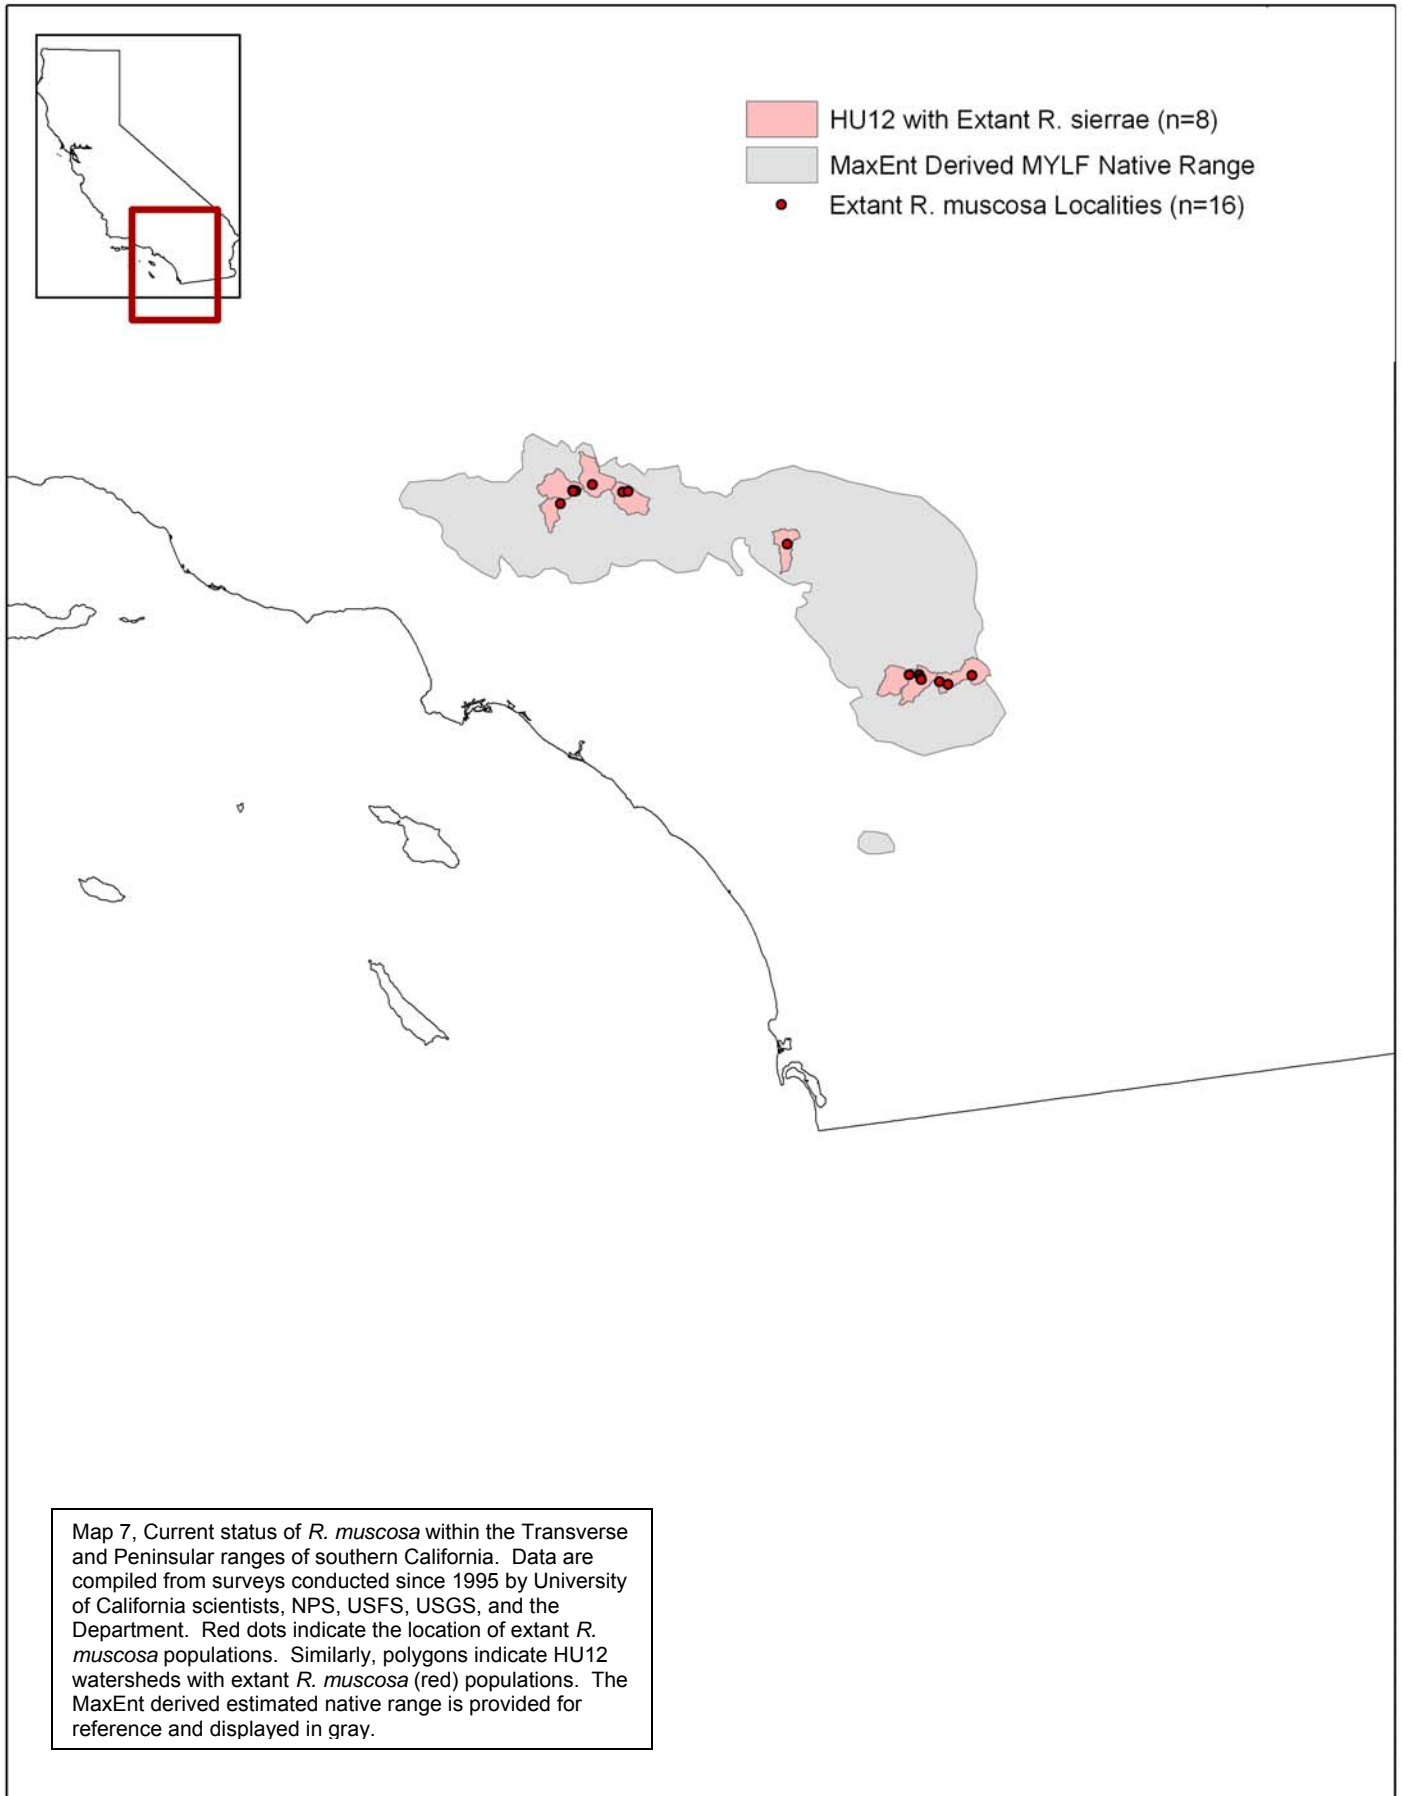 HU12 with Extant R. sierrae (n=8)
MaxEnt Derived MYLF Native Range
Extant R. muscosa Localities (n=16)
Map 7, Current status of R. muscosa within the Transverse
and Peninsular ranges of southern California. Data are
compiled from surveys conducted since 1995 by University
of California scientists, NPS, USFS, USGS, and the
Department. Red dots indicate the location of extant R.
muscosa populations. Similarly, polygons indicate HU12
watersheds with extant R. muscosa (red) populations. The
MaxEnt derived estimated native range is provided for
reference and displayed in gray.